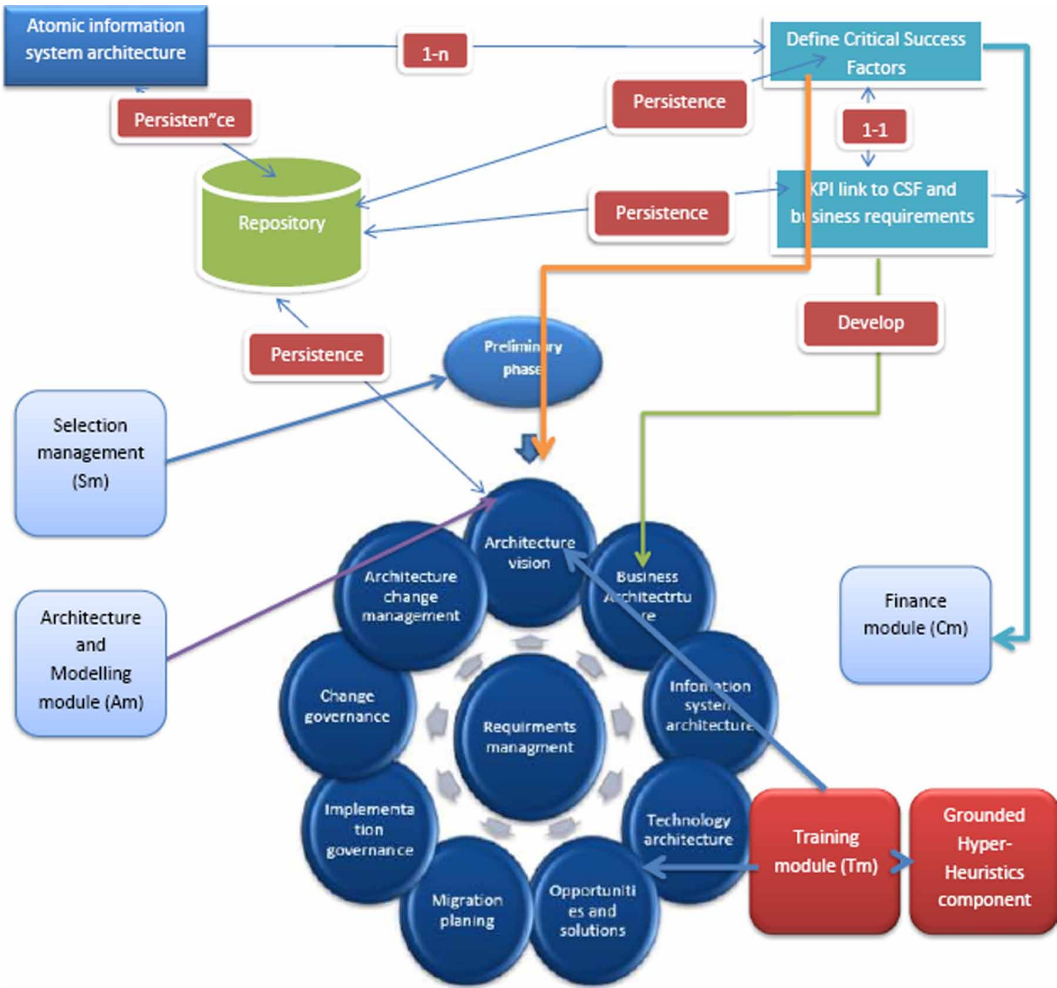 Atomic information
system architecture
1-n
Define Critical Success
Factors
Persisten"ce
Persistence
1-1
Repository
Persistence
KPI link to CSF and
business requirements
Persistence
Preliminary
phase
Develop
Selection
management
(Sm)
Architecture
vision
Architecture
change
management
Business
Architectrtu
re
Finance
module (Cm)
Architecture
and
Modelling
module (Am)
Change
governance
Requirments
managment
Infomation
system
architecture
Implementa
tion
governance
Technology
architecture
Training
module (Tm)
Grounded
Hyper-
Heuristics
component
Migration
planing
Opportuniti
es and
solutions